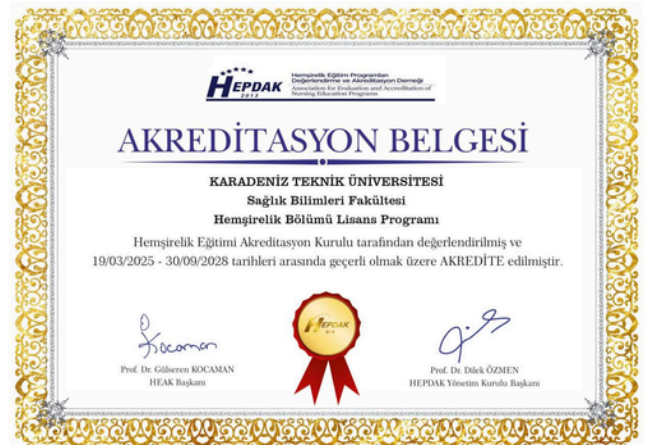 HEPDAK
2013
Hemşirelik Eğitim Programları
Değerlendirme ve Akreditasyon Derneği
Association for Evaluation and Accreditation of
Nursing Education Programs
AKREDİTASYON BELGESİ
KARADENİZ TEKNİK ÜNİVERSİTESİ
Sağlık Bilimleri Fakültesi
Hemşirelik Bölümü Lisans Programı
Hemşirelik Eğitimi Akreditasyon Kurulu tarafından değerlendirilmiş ve
19/03/2025 - 30/09/2028 tarihleri arasında geçerli olmak üzere AKREDİTE edilmiştir.
HEPDAK
Kocaman
Prof. Dr. Gülseren KOCAMAN
HEAK Başkanı
Prof. Dr. Dilek ÖZMEN
HEPDAK Yönetim Kurulu Başkanı